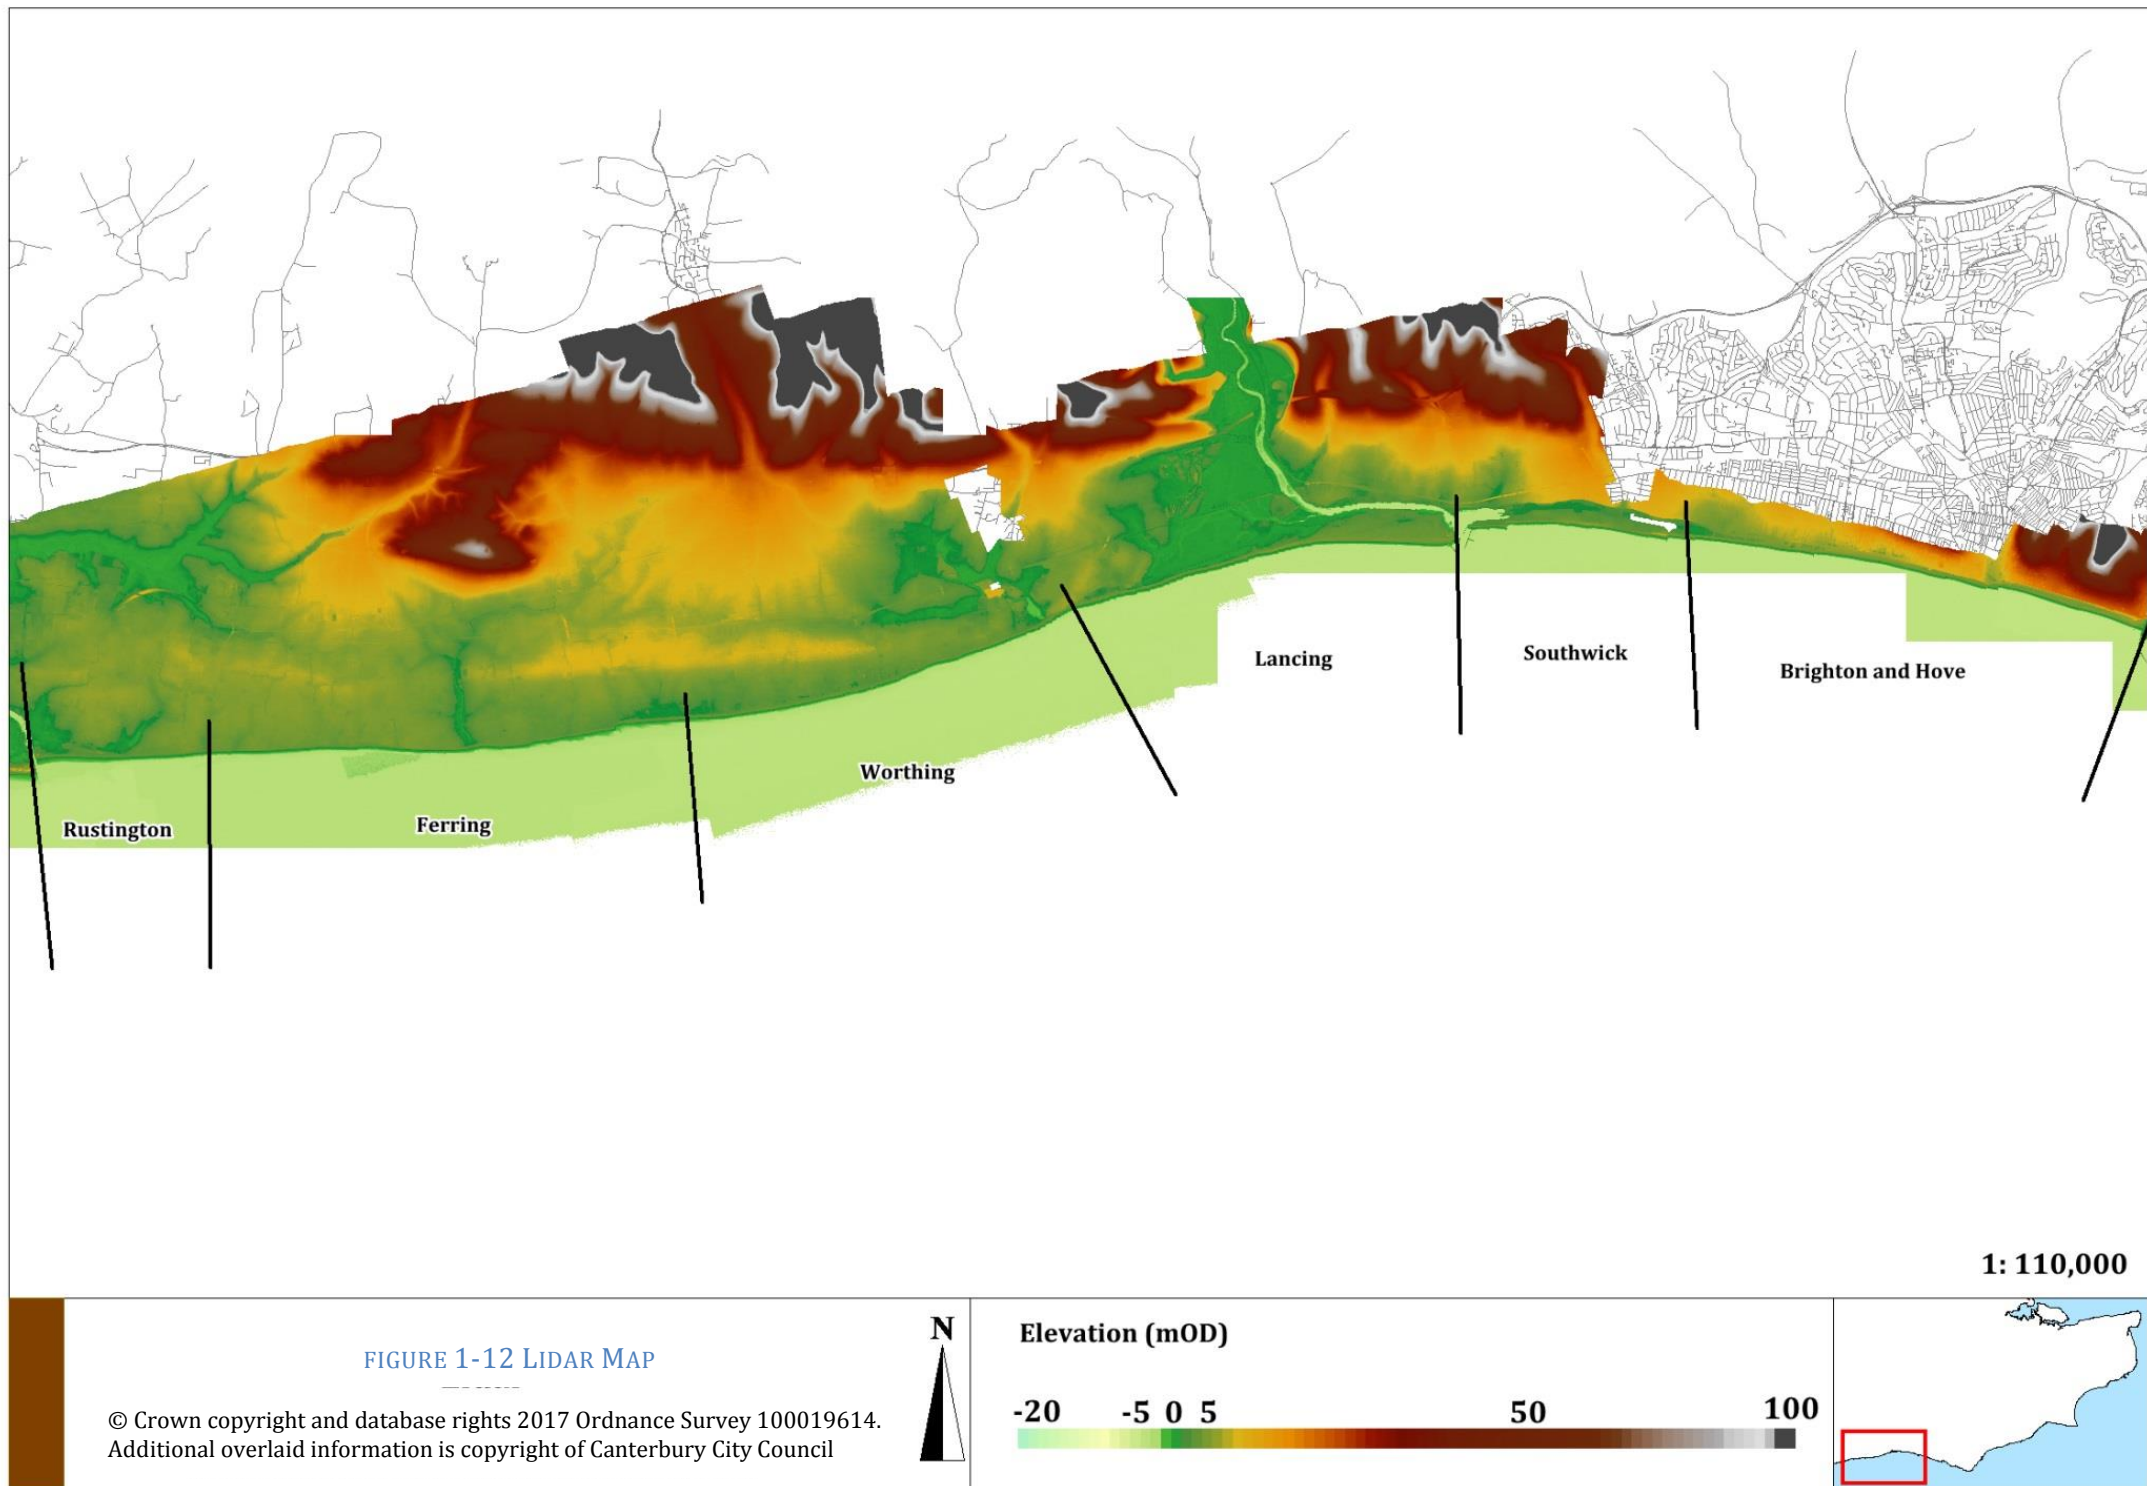 Lancing
Southwick
Brighton and Hove
Worthing
Rustington
Ferring
1: 110,000
FIGURE 1-12 LIDAR MAP
© Crown copyright and database rights 2017 Ordnance Survey 100019614.
Additional overlaid information is copyright of Canterbury City Council
N
Elevation (mOD)
-20 -5 0 5 50 100